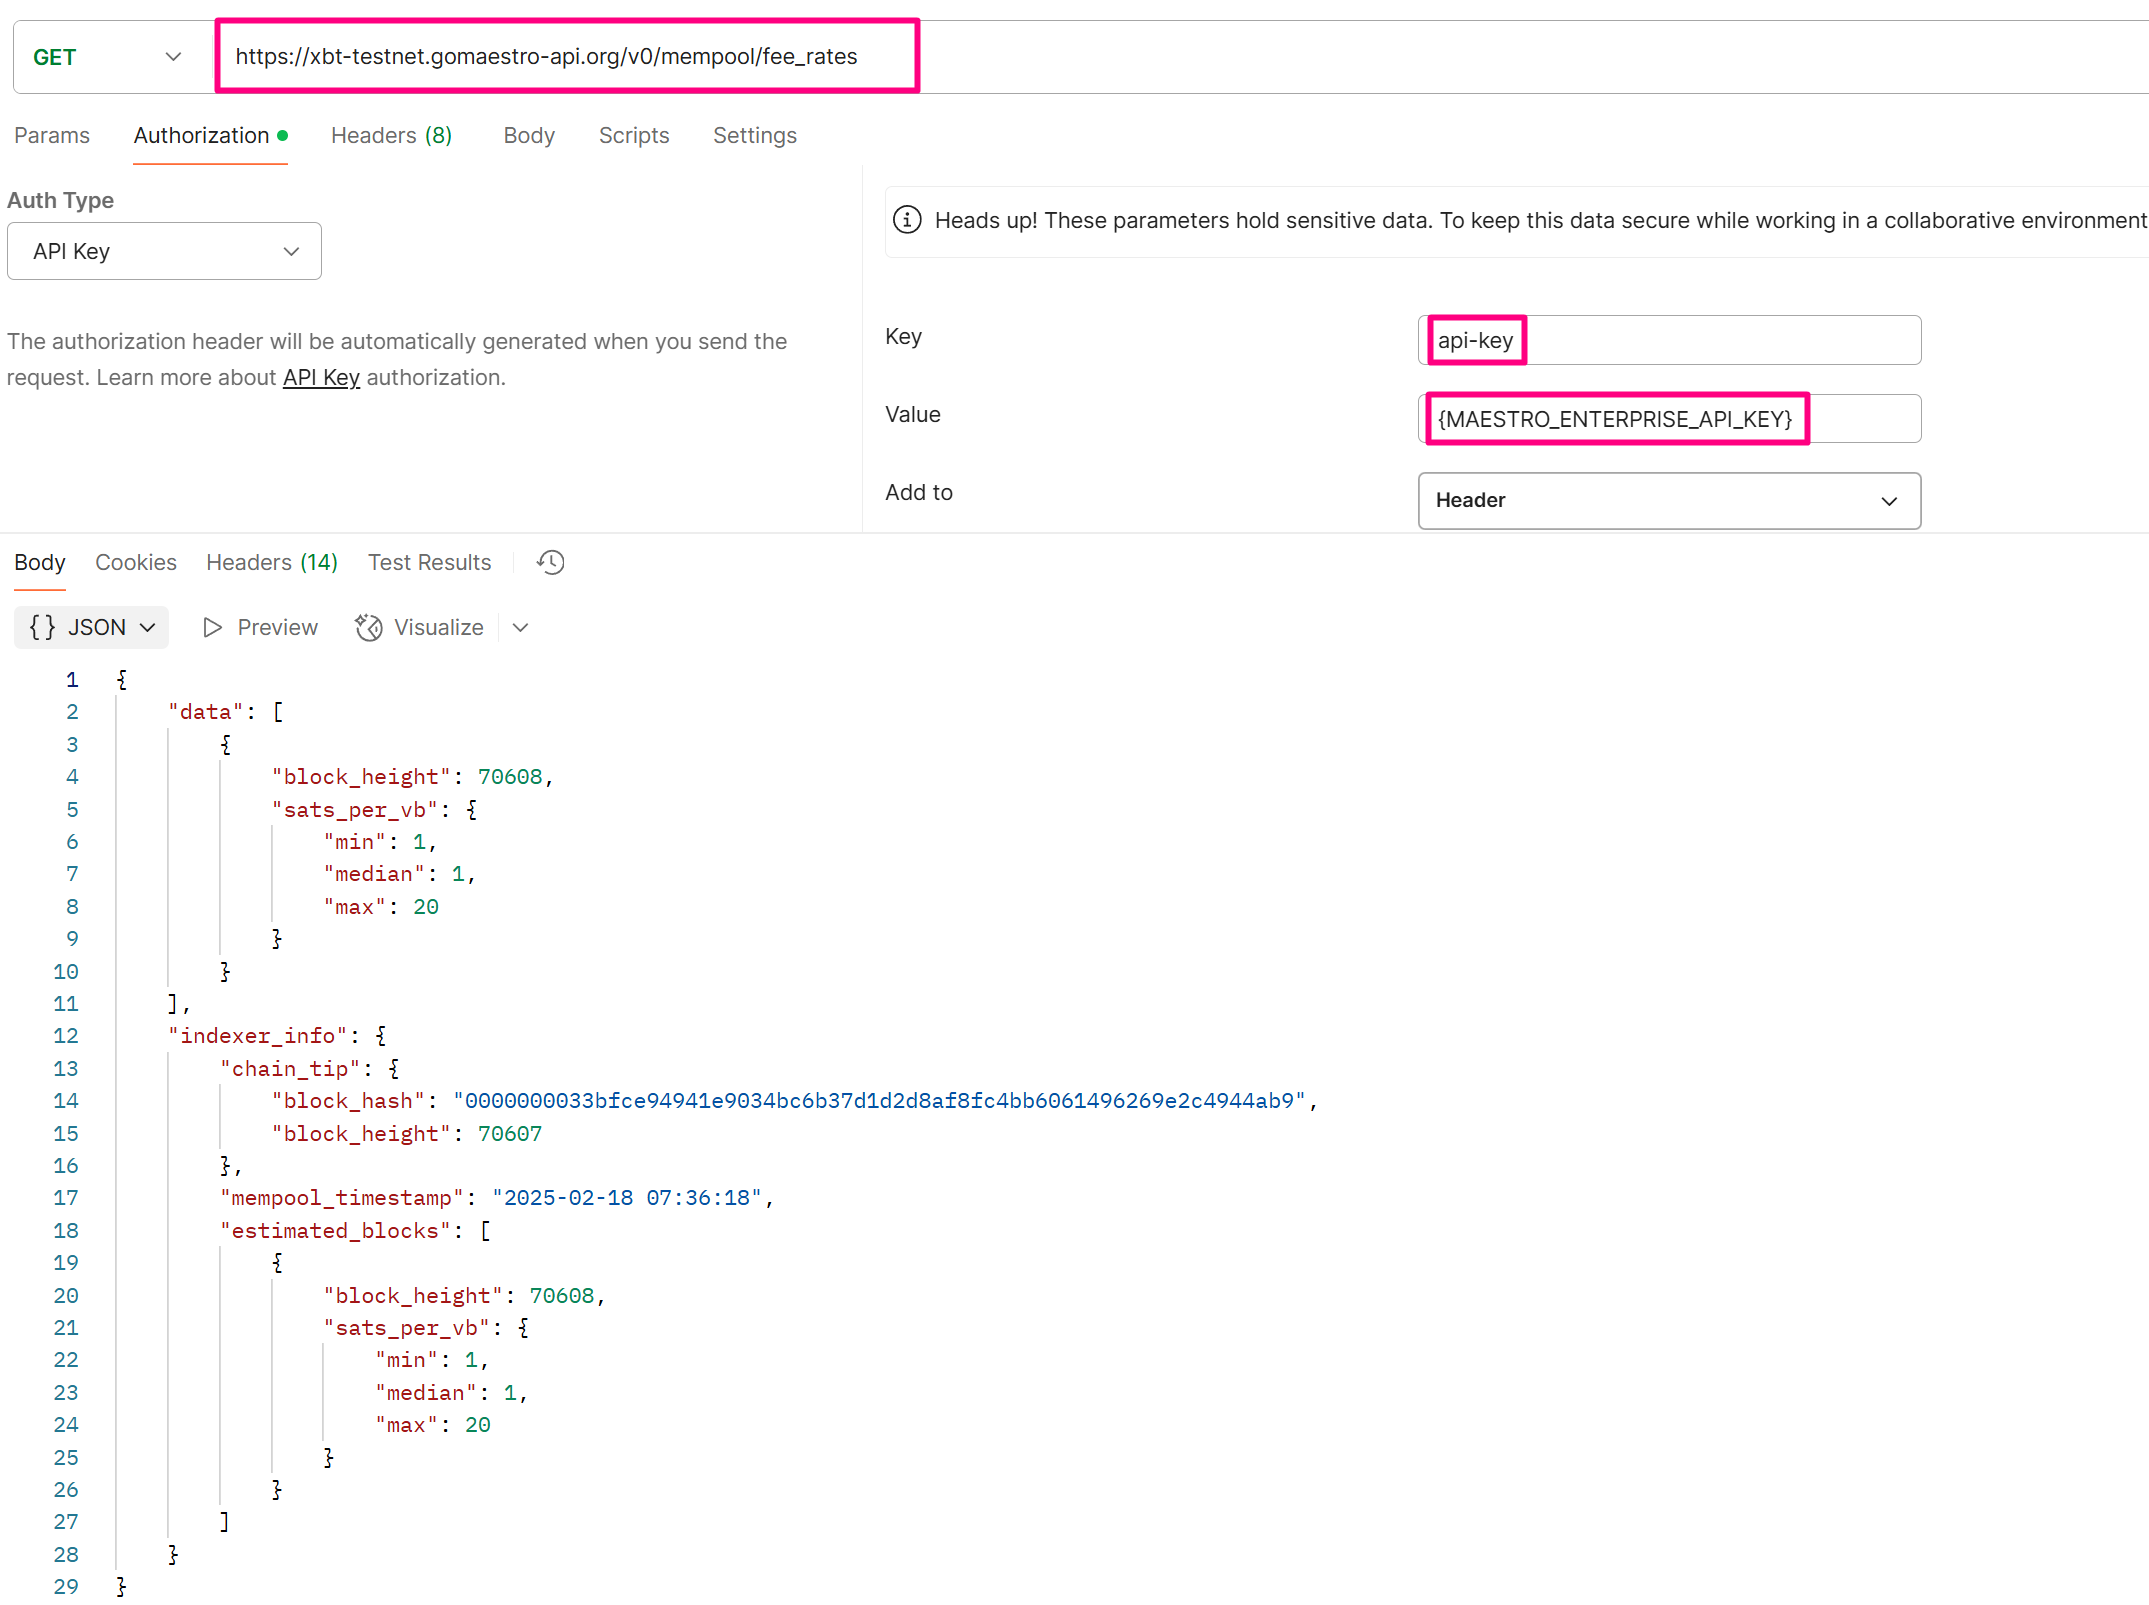 GET https://xbt-testnet.gomaestro-api.org/v0/mempool/fee_rates
Params Authorization Headers (8) Body Scripts Settings
Auth Type
API Key
The authorization header will be automatically generated when you send the
request. Learn more about API Key authorization.
Heads up! These parameters hold sensitive data. To keep this data secure while working in a collaborative environment
Key api-key
Value {MAESTRO_ENTERPRISE_API_KEY}
Add to Header
Body Cookies Headers (14) Test Results
{} JSON Preview Visualize
1 {
2 "data": [
3 {
4 "block_height": 70608,
5 "sats_per_vb": {
6 "min": 1,
7 "median": 1,
8 "max": 20
9 }
10 }
11 ],
12 "indexer_info": {
13 "chain_tip": {
14 "block_hash": "0000000033bfce94941e9034bc6b37d1d2d8af8fc4bb6061496269e2c4944ab9",
15 "block_height": 70607
16 },
17 "mempool_timestamp": "2025-02-18 07:36:18",
18 "estimated_blocks": [
19 {
20 "block_height": 70608,
21 "sats_per_vb": {
22 "min": 1,
23 "median": 1,
24 "max": 20
25 }
26 }
27 ]
28 }
29 }